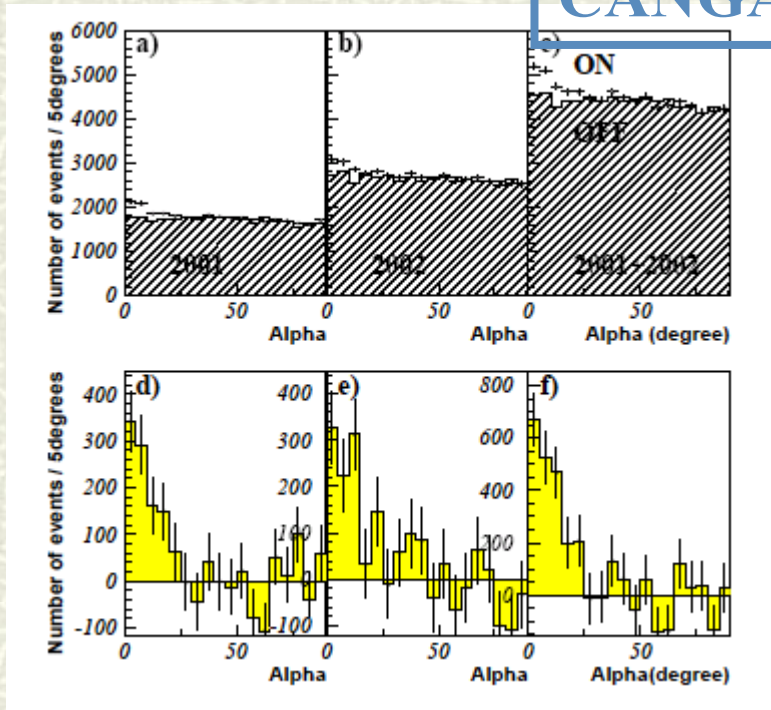 CANGA
6000
5000
4000
3000
2000
1000
0
Number of events / 5degrees
a)
2001
0
50
Alpha
b)
2002
0
50
Alpha
c)
ON
OFF
2001 - 2002
0
50
Alpha (degree)
400
300
200
100
0
-100
Number of events / 5degrees
d)
0
50
Alpha
400
300
200
100
0
-100
e)
0
50
Alpha
800
600
400
200
0
f)
0
50
Alpha(degree)